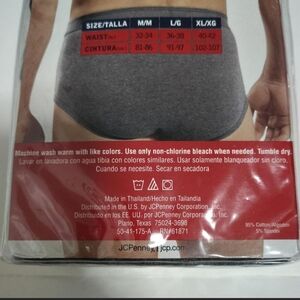 SIZE/TALLA M/M L/G XL/XG
WAIST 32-34 36-38 40-42
CINTURA 81-86 91-97 102-107
Machine wash warm with like colors. Use only non-chlorine bleach when needed. Tumble dry.
Lavar en lavadora con agua tibia con colores similares. Usar solamente blanqueador sin cloro.
Cuando se necesite. Secar en secadora
Made in Thailand/Hecho en Tailandia
Distributed in the U.S. by JCPenney Corporation, Inc.
Distribuido en los EE. UU. por JCPenney Corporation, Inc.
Plano, Texas 75024-3698
50-41-175-A RN#61871
95% Cotton/Algodón
5% Spandex
JCPenney | jcp.com